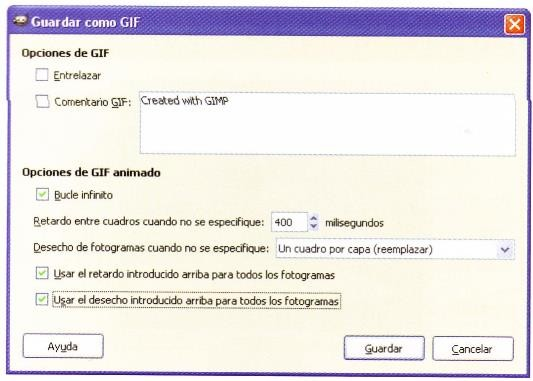 Guardar como GIF
Opciones de GIF
Entrelazar
Comentario GIF: Created with GIMP
Opciones de GIF animado
Bucle infinito
Retardo entre cuadros cuando no se especifique: 400 milisegundos
Desecho de fotogramas cuando no se especifique: Un cuadro por capa (reemplazar)
Usar el retardo introducido arriba para todos los fotogramas
Usar el desecho introducido arriba para todos los fotogramas
Ayuda Guardar Cancelar